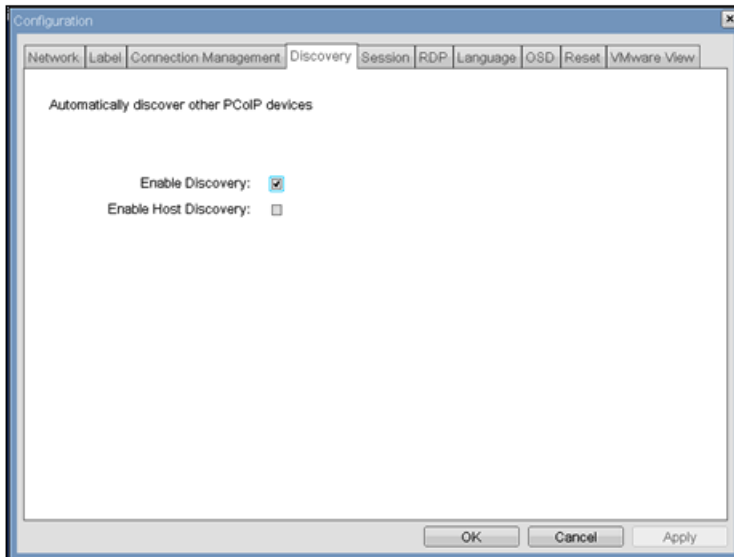 Configuration
Network Label Connection Management Discovery Session RDP Language OSD Reset VMware View
Automatically discover other PCoIP devices
Enable Discovery:
Enable Host Discovery:
OK Cancel Apply